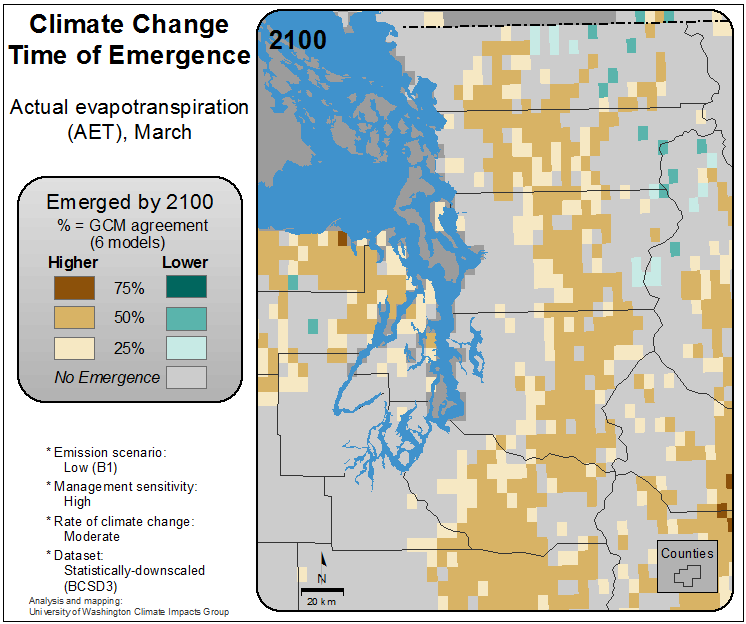 Climate Change
Time of Emergence
Actual evapotranspiration
(AET), March
Emerged by 2100
% = GCM agreement
(6 models)
Higher Lower
75%
50%
25%
No Emergence
* Emission scenario:
Low (B1)
* Management sensitivity:
High
* Rate of climate change:
Moderate
* Dataset:
Statistically-downscaled
(BCSD3)
Analysis and mapping:
University of Washington Climate Impacts Group
2100
N
20 km
Counties